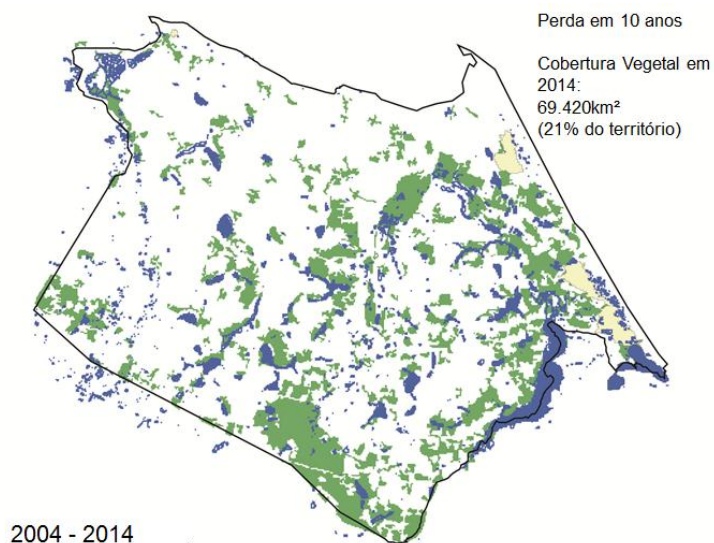 Perda em 10 anos
Cobertura Vegetal em
2014:
69.420km²
(21% do território)
2004 - 2014